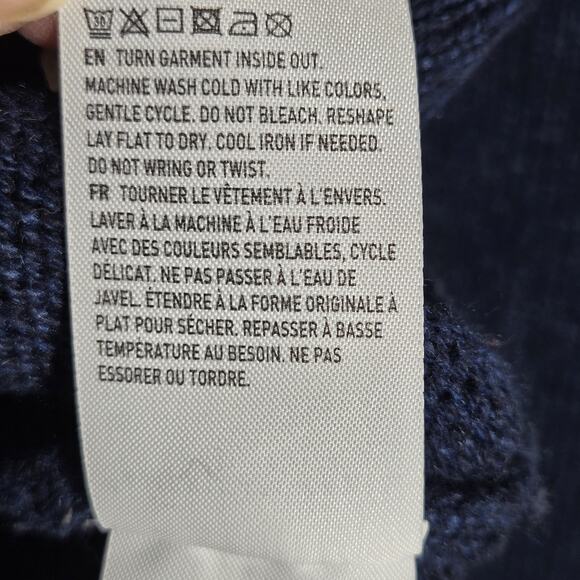 30
EN TURN GARMENT INSIDE OUT.
MACHINE WASH COLD WITH LIKE COLORS,
GENTLE CYCLE. DO NOT BLEACH. RESHAPE
LAY FLAT TO DRY. COOL IRON IF NEEDED.
DO NOT WRING OR TWIST.
FR TOURNER LE VÊTEMENT À L'ENVERS.
LAVER À LA MACHINE À L'EAU FROIDE
AVEC DES COULEURS SEMBLABLES, CYCLE
DELICAT. NE PAS PASSER À L'EAU DE
JAVEL. ÉTENDRE À LA FORME ORIGINALE À
PLAT POUR SÉCHER. REPASSER À BASSE
TEMPÉRATURE AU BESOIN. NE PAS
ESSORER OU TORDRE.